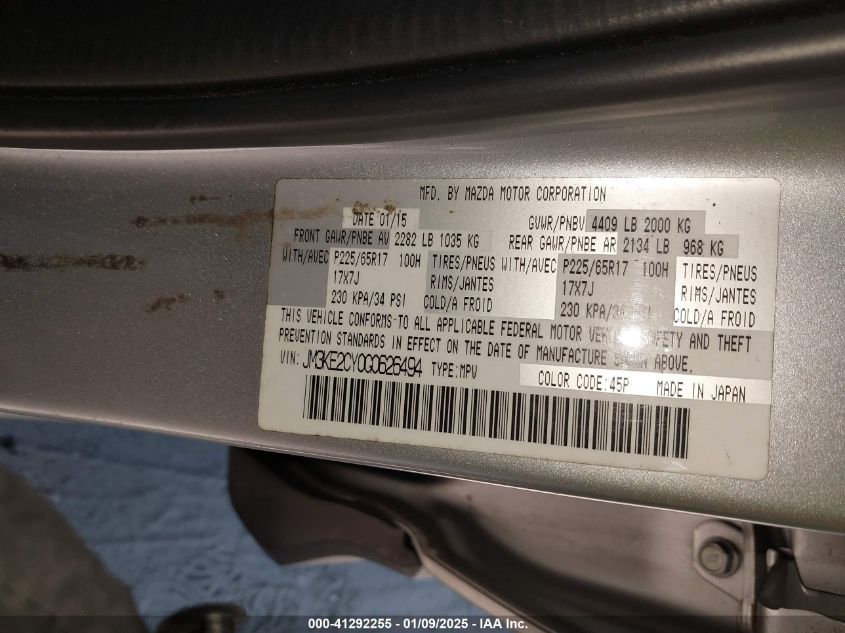 MFD. BY MAZDA MOTOR CORPORATION
DATE 01/15 GVWR/PNBV 4409 LB 2000 KG
FRONT GAWR/PNBE AV 2282 LB 1035 KG REAR GAWR/PNBE AR 2134 LB 968 KG
WITH/AVEC P225/65R17 100H TIRES/PNEUS WITH/AVEC P225/65R17 100H TIRES/PNEUS
17X7J RIMS/JANTES 17X7J RIMS/JANTES
230 KPA/34 PSI COLD/A FROID 230 KPA/34 PSI COLD/A FROID
THIS VEHICLE CONFORMS TO ALL APPLICABLE FEDERAL MOTOR VEHICLE SAFETY AND THEFT
PREVENTION STANDARDS IN EFFECT ON THE DATE OF MANUFACTURE SHOWN ABOVE.
VIN: JM3KE2CY0G0626494 TYPE:MPV COLOR CODE:45P MADE IN JAPAN
000-41292255 - 01/09/2025 - IAA Inc.